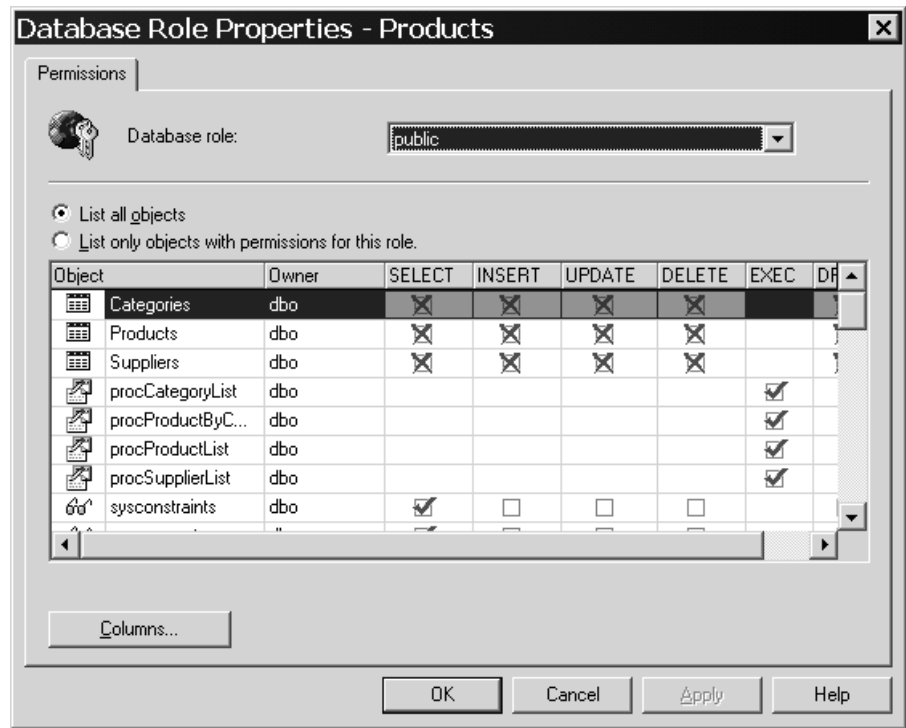 Database Role Properties - Products
Permissions
Database role:
public
List all objects
List only objects with permissions for this role.
Object Owner SELECT INSERT UPDATE DELETE EXEC
Categories dbo
Products dbo
Suppliers dbo
procCategoryList dbo
procProductByC... dbo
procProductList dbo
procSupplierList dbo
sysconstraints dbo
Columns...
OK Cancel Apply Help